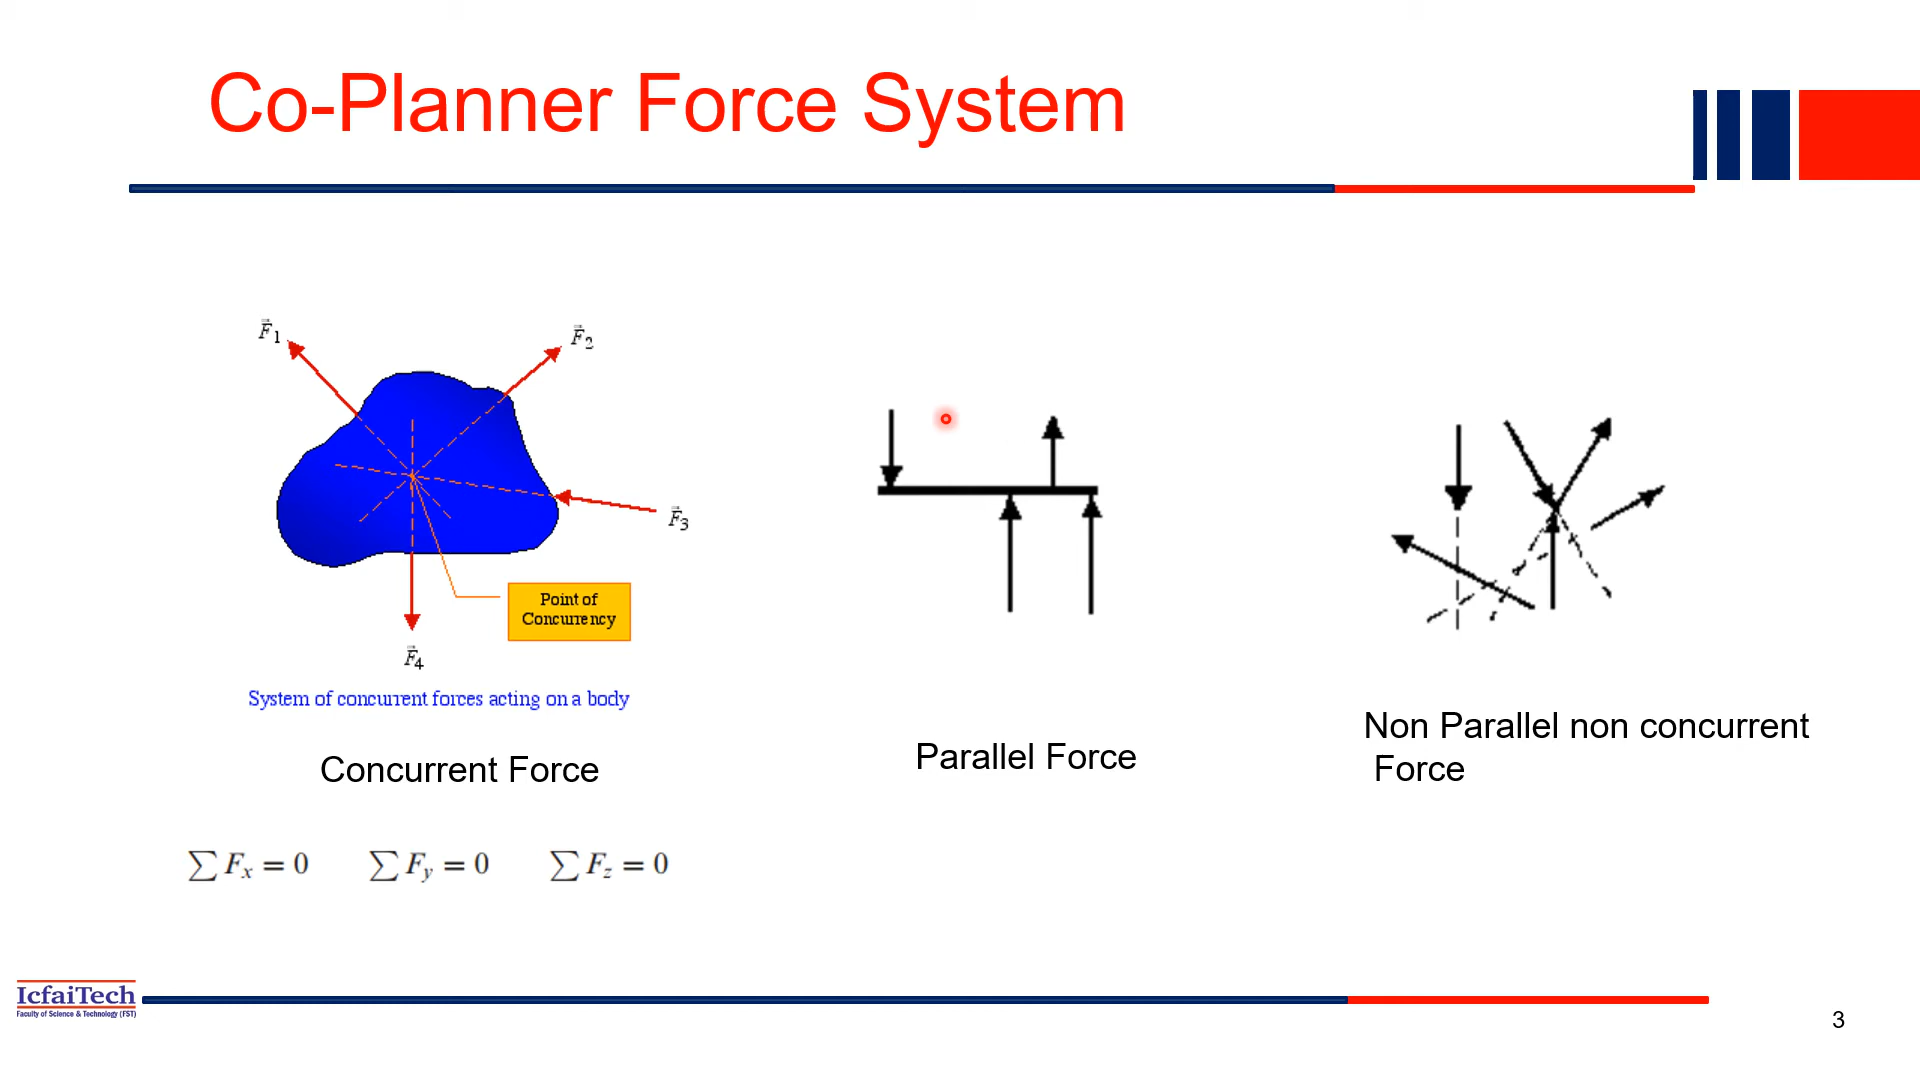 Co-Planner Force System
F⃗1
F⃗2
F⃗3
Point of
Concurrency
F⃗4
System of concurrent forces acting on a body
Concurrent Force
Parallel Force
Non Parallel non concurrent
Force
∑ Fx = 0 ∑ Fy = 0 ∑ Fz = 0
IcfaiTech
Faculty of Science & Technology (FST)
3